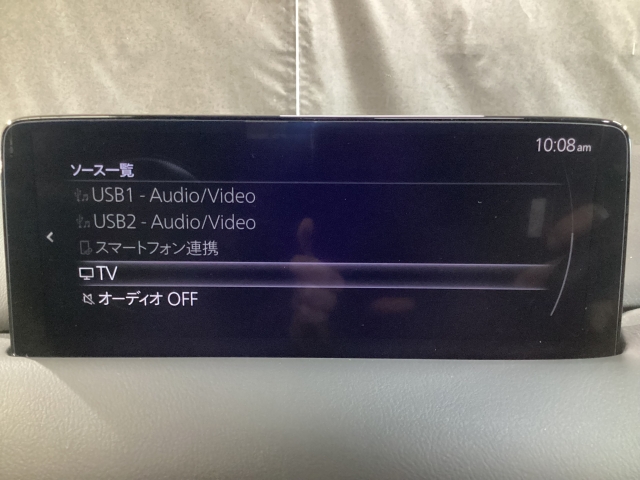 10:08am
ソース一覧
USB1 - Audio/Video
USB2 - Audio/Video
スマートフォン連携
TV
オーディオ OFF